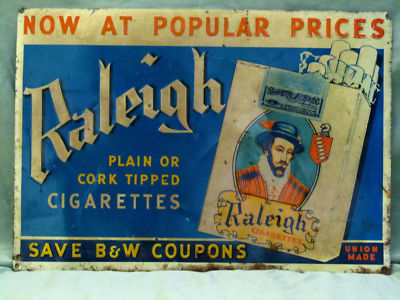 NOW AT POPULAR PRICES
Raleigh
PLAIN OR
CORK TIPPED
CIGARETTES
Raleigh
CIGARETTES
SAVE B&W COUPONS
UNION
MADE